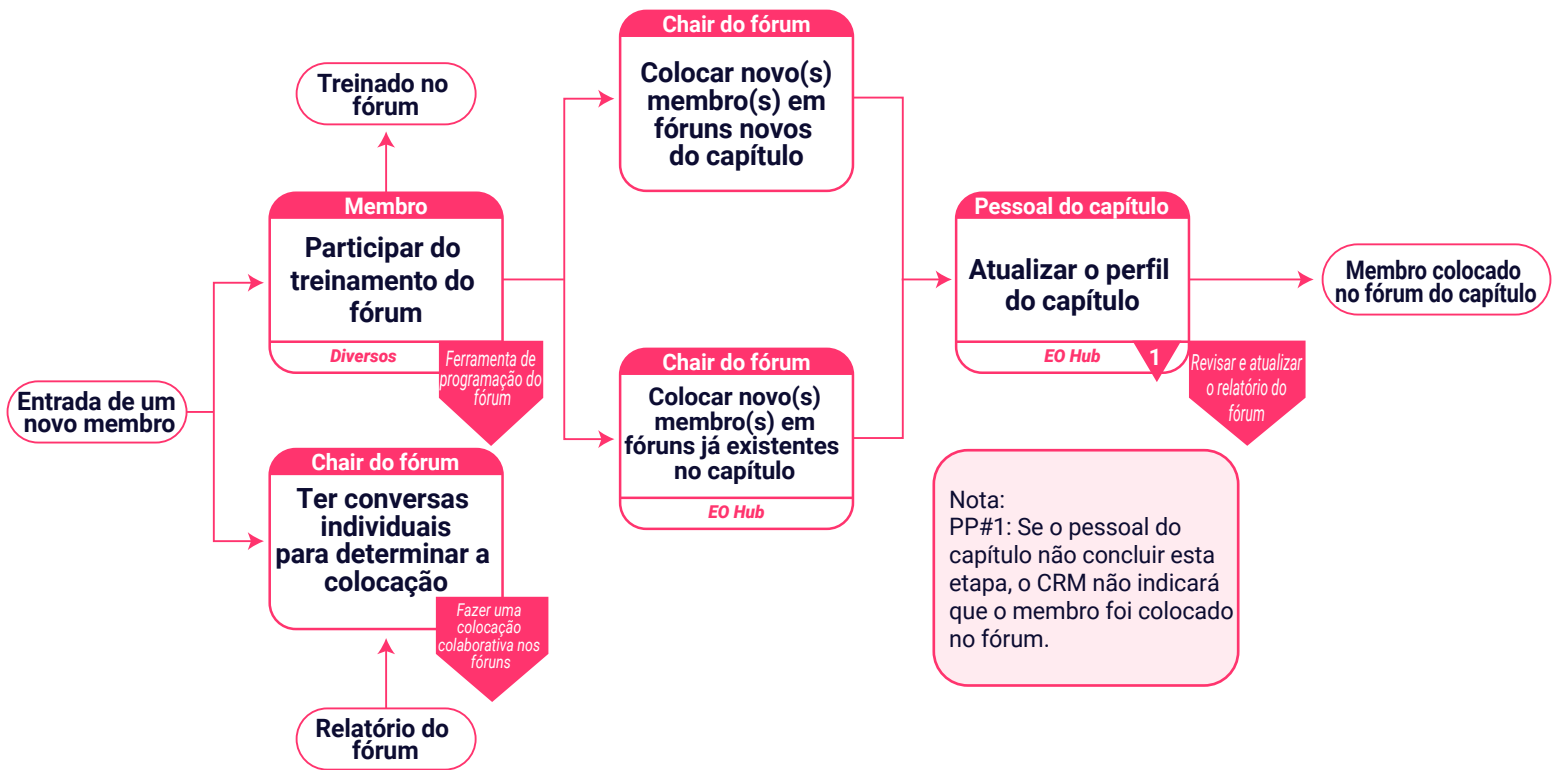 Entrada de um
novo membro
Treinado no
fórum
Membro
Participar do
treinamento do
fórum
Diversos
Ferramenta de
programação do
fórum
Chair do fórum
Ter conversas
individuais
para determinar a
colocação
Fazer uma
colocação
colaborativa nos
fóruns
Relatório do
fórum
Chair do fórum
Colocar novo(s)
membro(s) em
fóruns novos
do capítulo
Chair do fórum
Colocar novo(s)
membro(s) em
fóruns já existentes
no capítulo
EO Hub
Pessoal do capítulo
Atualizar o perfil
do capítulo
EO Hub
1
Revisar e atualizar
o relatório do
fórum
Membro colocado
no fórum do capítulo
Nota:
PP#1: Se o pessoal do
capítulo não concluir esta
etapa, o CRM não indicará
que o membro foi colocado
no fórum.